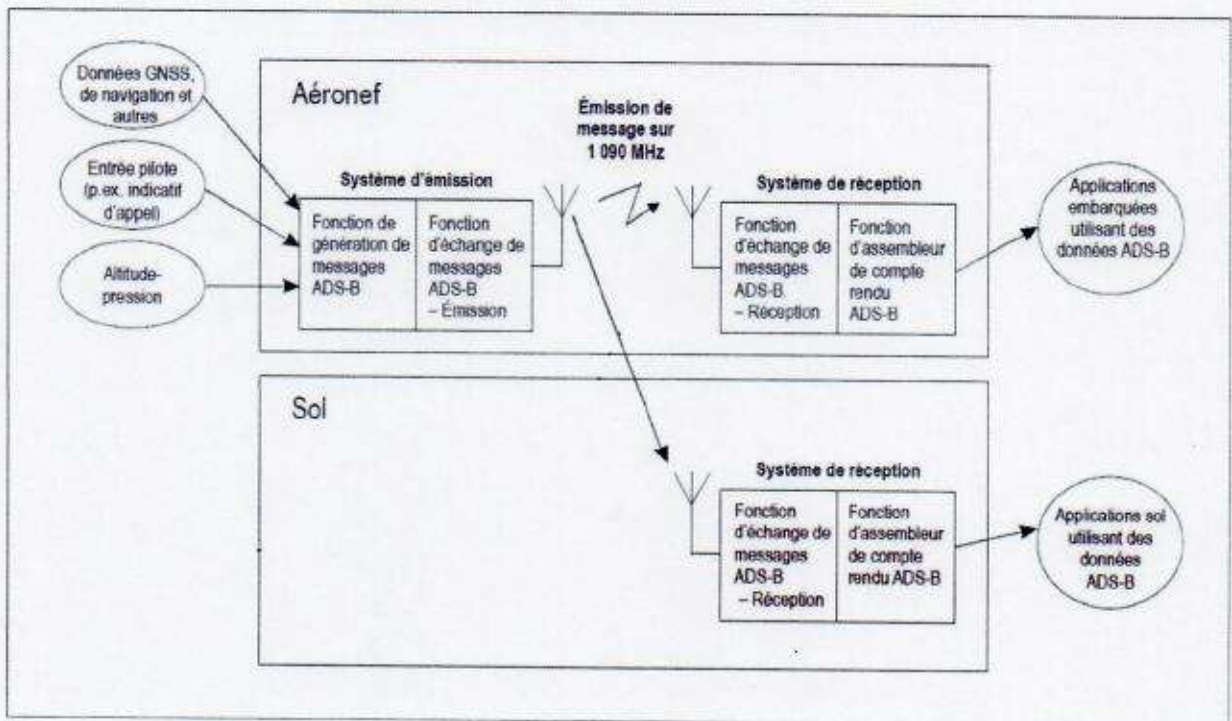 Données GNSS,
de navigation et
autres
Entrée pilote
(p.ex. indicatif
d'appel)
Altitude-
pression
Aéronef
Émission de
message sur
1 090 MHz
Système d'émission
Fonction de
génération de
messages
ADS-B
Fonction
d'échange de
messages
ADS-B
– Émission
Système de réception
Fonction
d'échange de
messages
ADS-B
– Réception
Fonction
d'assembleur
de compte
rendu
ADS-B
Applications
embarquées
utilisant des
données ADS-B
Sol
Système de réception
Fonction
d'échange de
messages
ADS-B
– Réception
Fonction
d'assembleur
de compte
rendu ADS-B
Applications sol
utilisant des
données
ADS-B